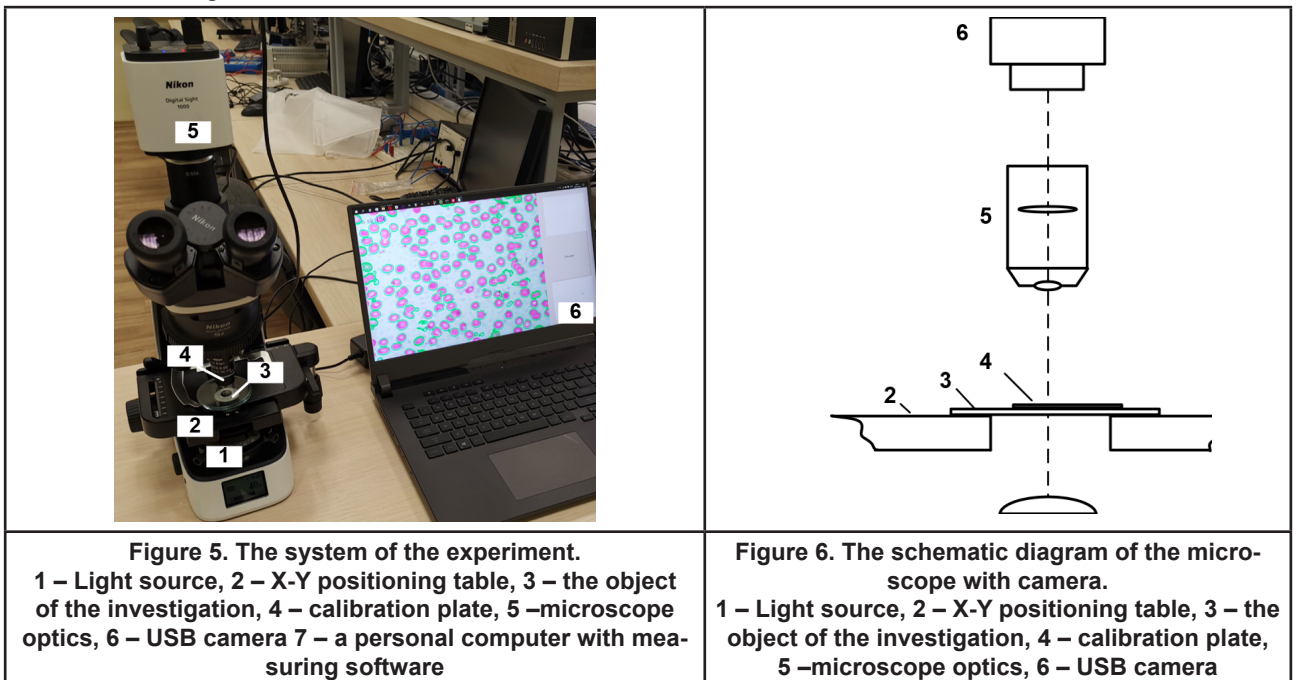 Nikon
Digital Sight
1000
5
Nikon
Nikon
6
4
3
2
1
6
5
4
3
2
Figure 5. The system of the experiment.
1 – Light source, 2 – X-Y positioning table, 3 – the object
of the investigation, 4 – calibration plate, 5 –microscope
optics, 6 – USB camera 7 – a personal computer with mea-
suring software
Figure 6. The schematic diagram of the micro-
scope with camera.
1 – Light source, 2 – X-Y positioning table, 3 – the
object of the investigation, 4 – calibration plate,
5 –microscope optics, 6 – USB camera